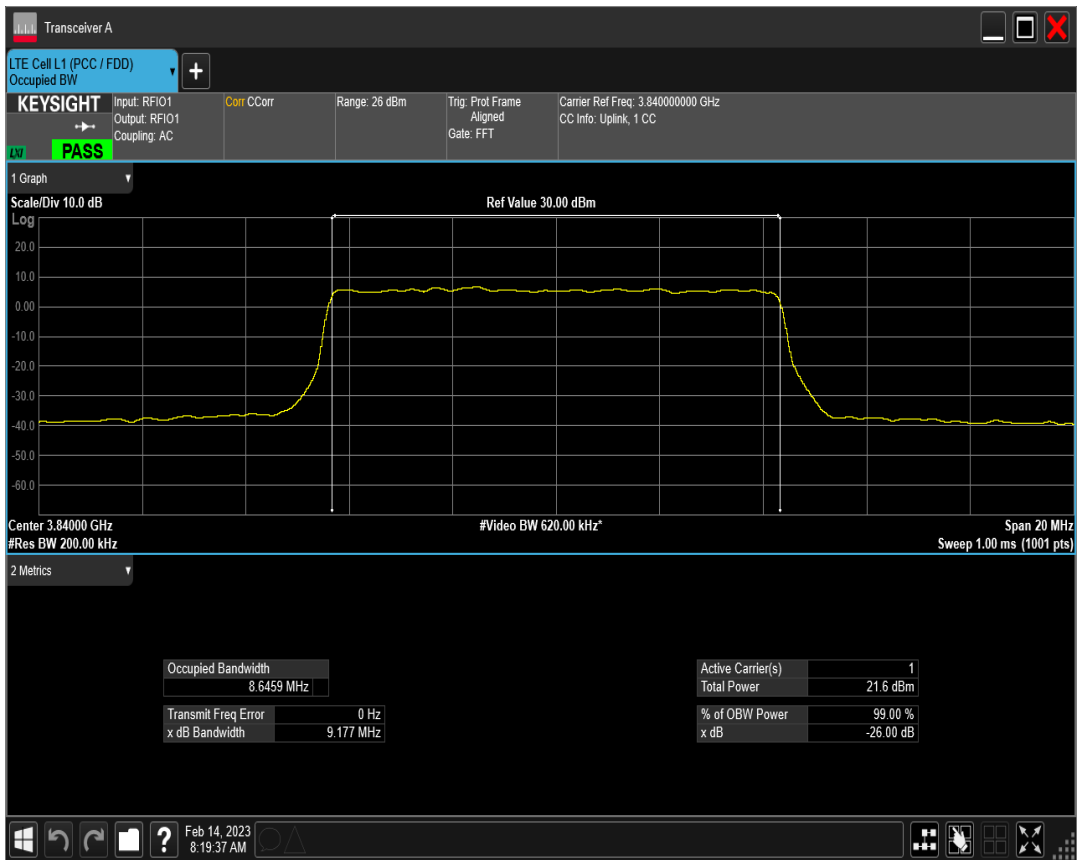 Transceiver A
LTE Cell L1 (PCC / FDD)
Occupied BW
+
KEYSIGHT
LXI
PASS
Input: RFIO1
Output: RFIO1
Coupling: AC
Corr CCorr
Range: 26 dBm
Trig: Prot Frame
Aligned
Gate: FFT
Carrier Ref Freq: 3.840000000 GHz
CC Info: Uplink, 1 CC
1 Graph
Scale/Div 10.0 dB
Ref Value 30.00 dBm
Log
20.0
10.0
0.00
-10.0
-20.0
-30.0
-40.0
-50.0
-60.0
Center 3.84000 GHz
#Video BW 620.00 kHz*
Span 20 MHz
#Res BW 200.00 kHz
Sweep 1.00 ms (1001 pts)
2 Metrics
Occupied Bandwidth
8.6459 MHz
Transmit Freq Error 0 Hz
x dB Bandwidth 9.177 MHz
Active Carrier(s) 1
Total Power 21.6 dBm
% of OBW Power 99.00 %
x dB -26.00 dB
?
Feb 14, 2023
8:19:37 AM